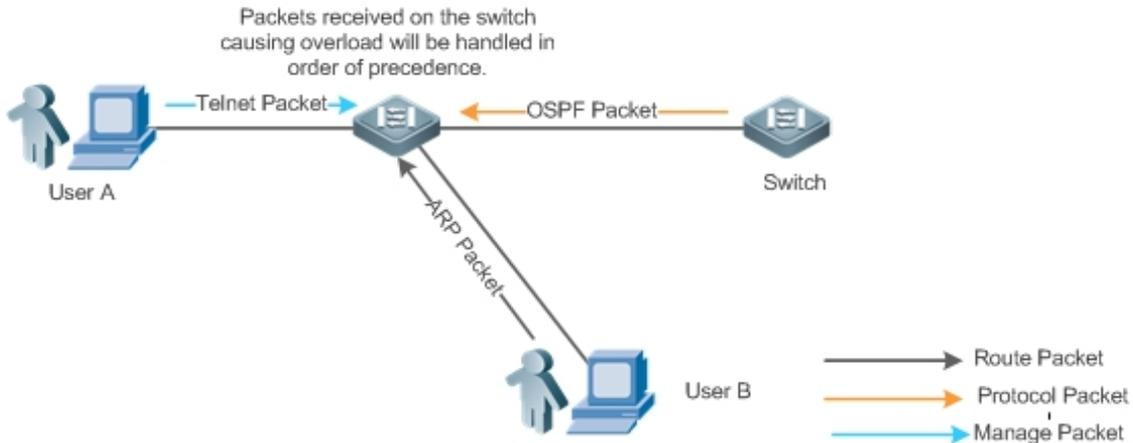 Packets received on the switch
causing overload will be handled in
order of precedence.
Telnet Packet
OSPF Packet
User A
Switch
ARP Packet
User B
Route Packet
Protocol Packet
Manage Packet